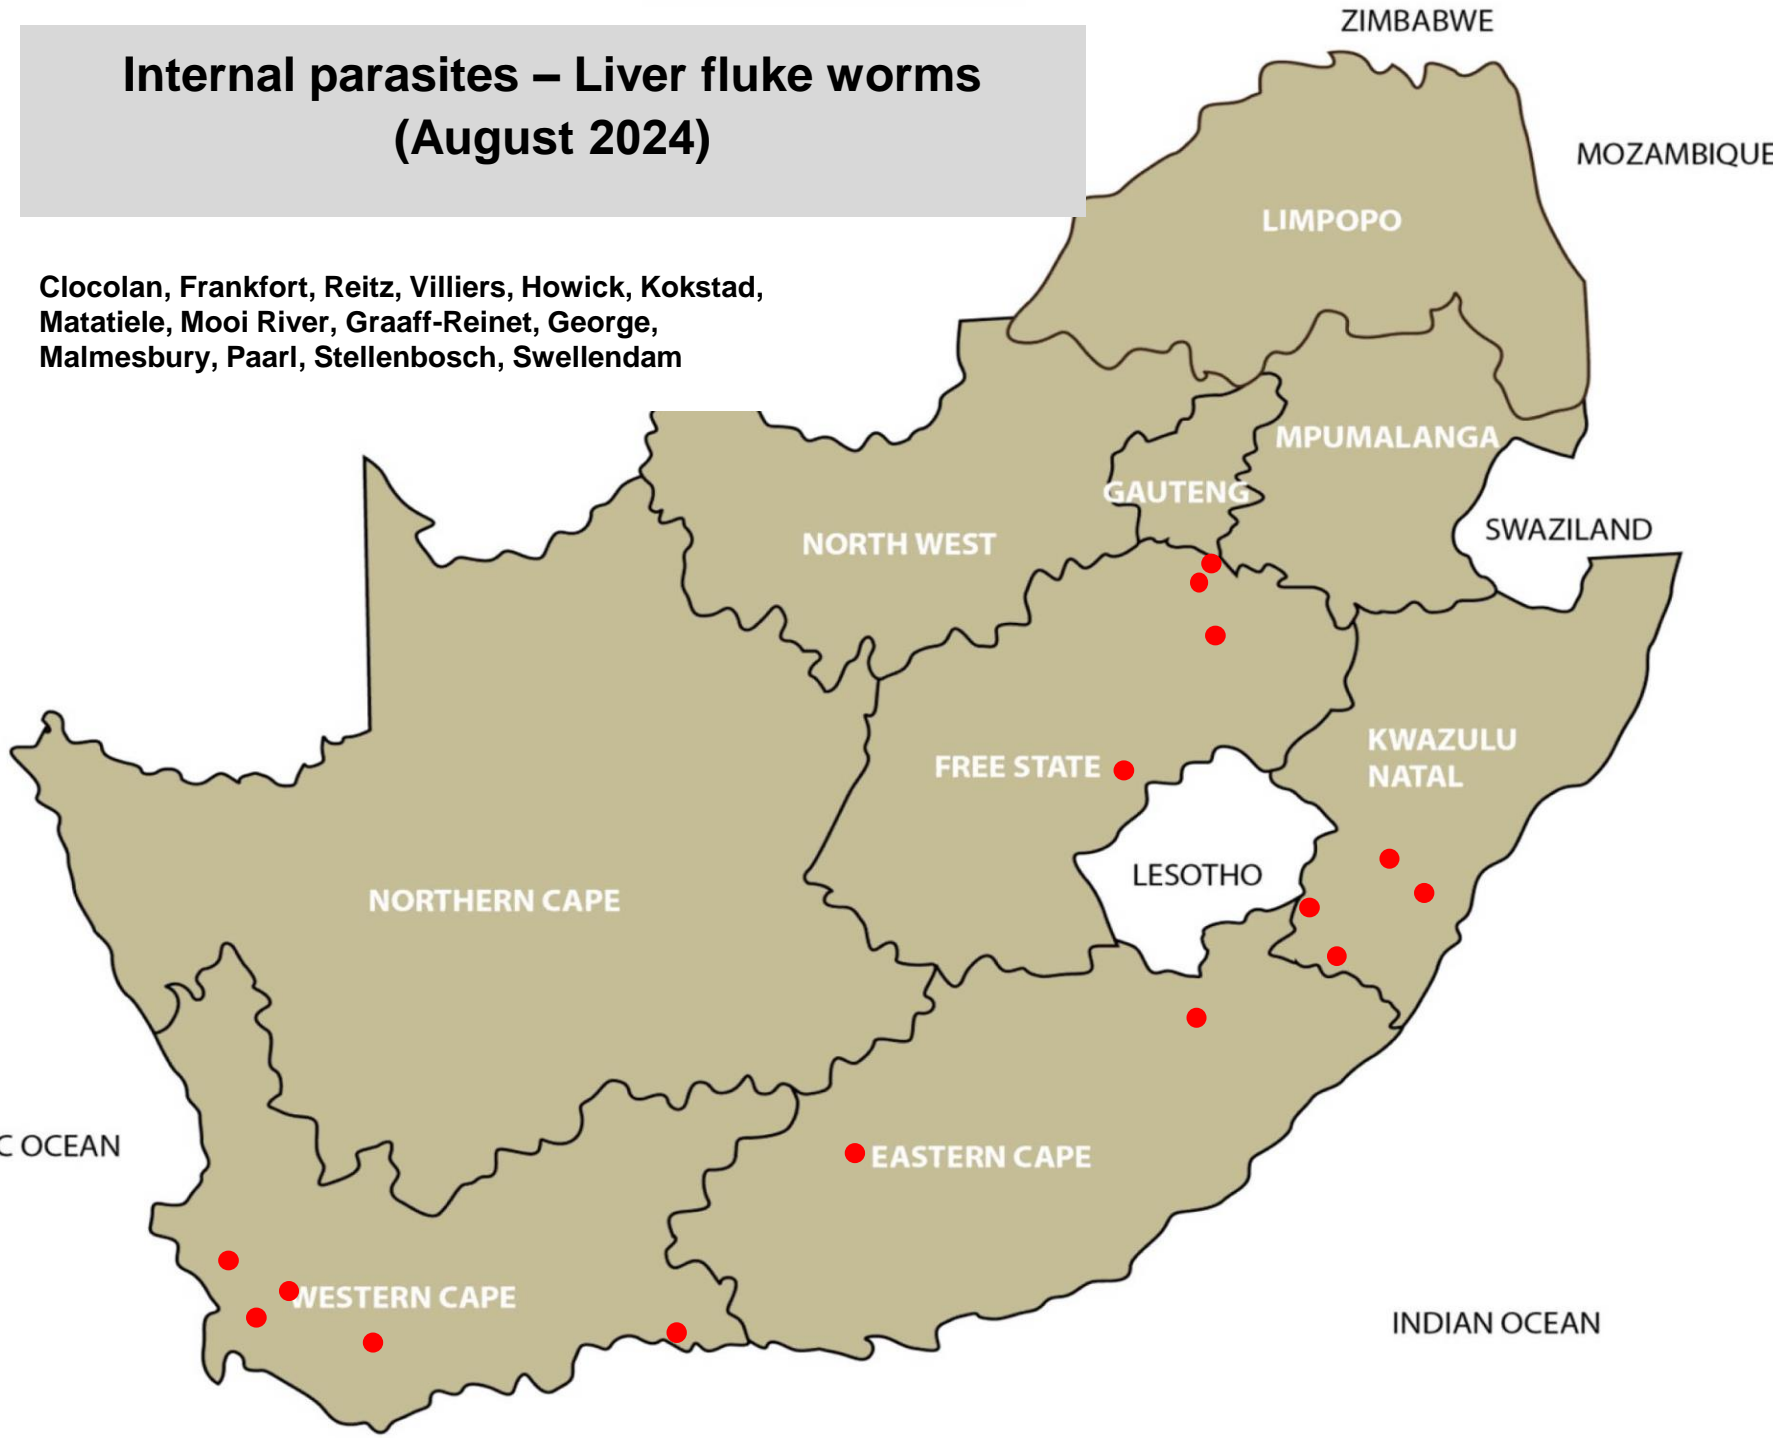 Internal parasites – Liver fluke worms
(August 2024)
Clocolan, Frankfort, Reitz, Villiers, Howick, Kokstad,
Matatiele, Mooi River, Graaff-Reinet, George,
Malmesbury, Paarl, Stellenbosch, Swellendam
ZIMBABWE
MOZAMBIQUE
LIMPOPO
MPUMALANGA
GAUTENG
SWAZILAND
NORTH WEST
KWAZULU
NATAL
FREE STATE
LESOTHO
NORTHERN CAPE
C OCEAN
EASTERN CAPE
WESTERN CAPE
INDIAN OCEAN